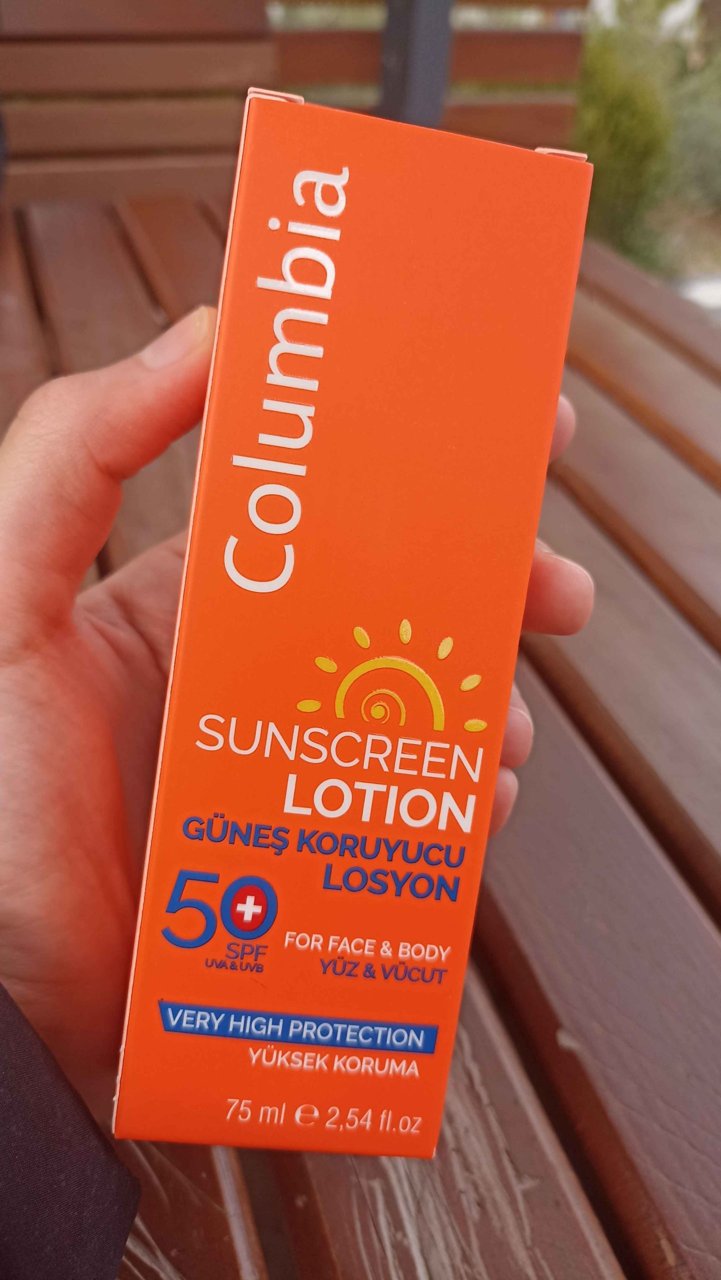 Columbia
SUNSCREEN
LOTION
GÜNEŞ KORUYUCU
LOSYON
50+
SPF
UVA & UVB
FOR FACE & BODY
YÜZ & VÜCUT
VERY HIGH PROTECTION
YÜKSEK KORUMA
75 ml ℮ 2,54 fl.oz